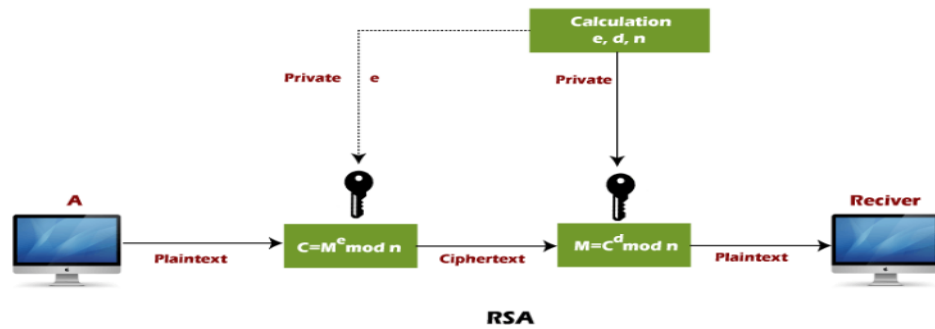 Calculation
e, d, n
Private e
Private
A
Reciver
C=M^e mod n
M=C^d mod n
Plaintext
Ciphertext
Plaintext
RSA